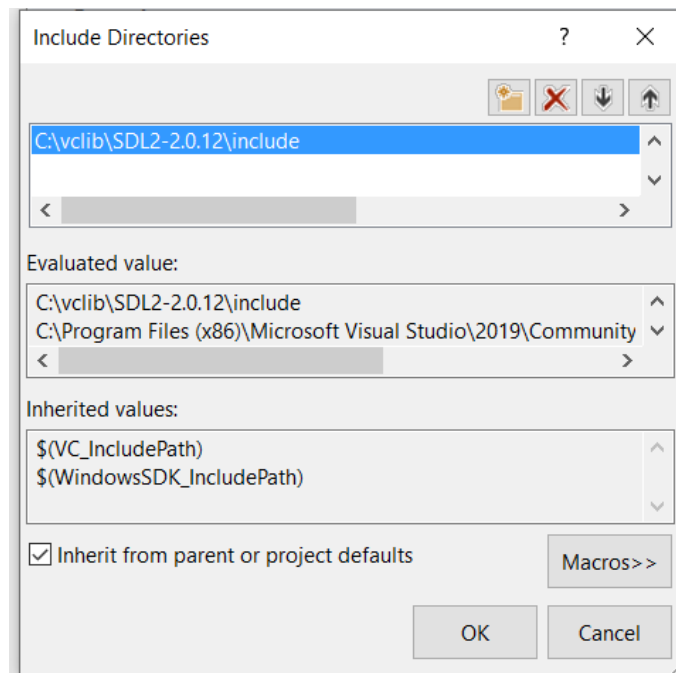 Include Directories
C:\vclib\SDL2-2.0.12\include
Evaluated value:
C:\vclib\SDL2-2.0.12\include
C:\Program Files (x86)\Microsoft Visual Studio\2019\Community
Inherited values:
$(VC_IncludePath)
$(WindowsSDK_IncludePath)
Inherit from parent or project defaults
Macros>>
OK
Cancel